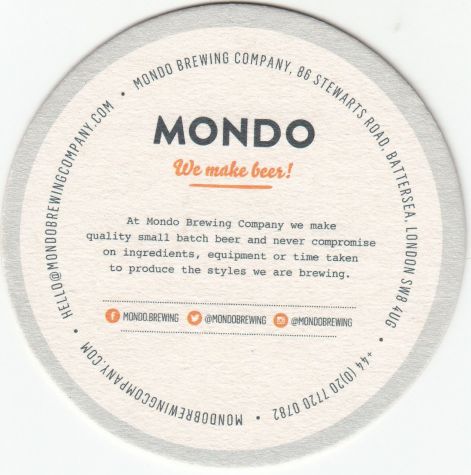 MONDO BREWING COMPANY, 86 STEWARTS ROAD, BATTERSEA, LONDON SW8 4UG • +44 (0)20 7720 0782 • MONDOBREWINGCOMPANY.COM • HELLO@MONDOBREWINGCOMPANY.COM •
MONDO
We make beer!
At Mondo Brewing Company we make
quality small batch beer and never compromise
on ingredients, equipment or time taken
to produce the styles we are brewing.
MONDO.BREWING @MONDOBREWING @MONDOBREWING